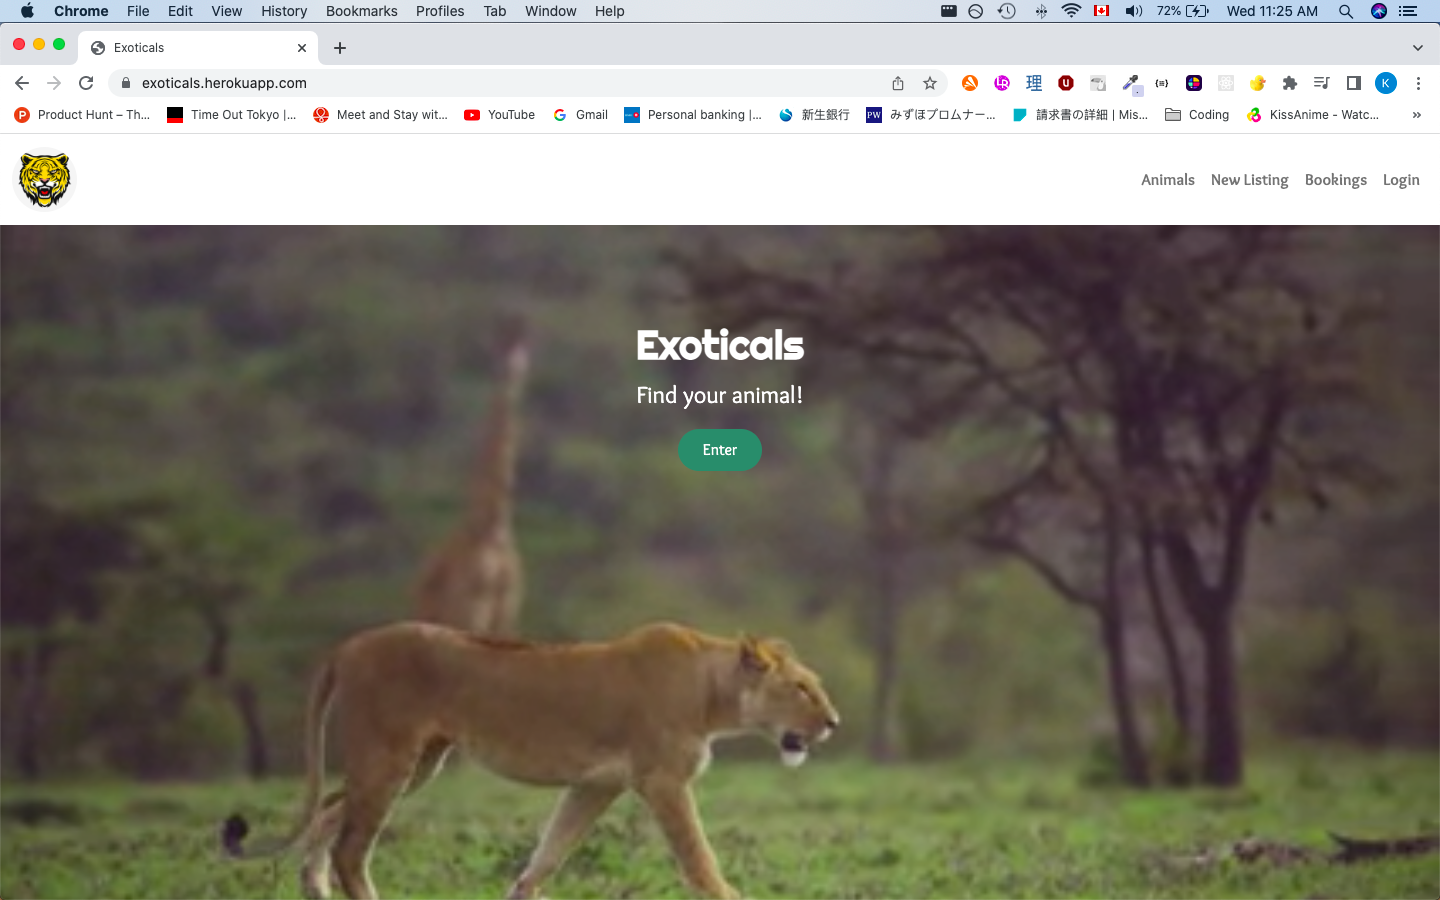 Chrome File Edit View History Bookmarks Profiles Tab Window Help 72% Wed 11:25 AM
Exoticals
exoticals.herokuapp.com K
Product Hunt – Th... Time Out Tokyo |... Meet and Stay wit... YouTube Gmail Personal banking |... 新生銀行 PW みずほプロムナー... 請求書の詳細 | Mis... Coding KissAnime - Watc... »
Animals New Listing Bookings Login
Exoticals
Find your animal!
Enter